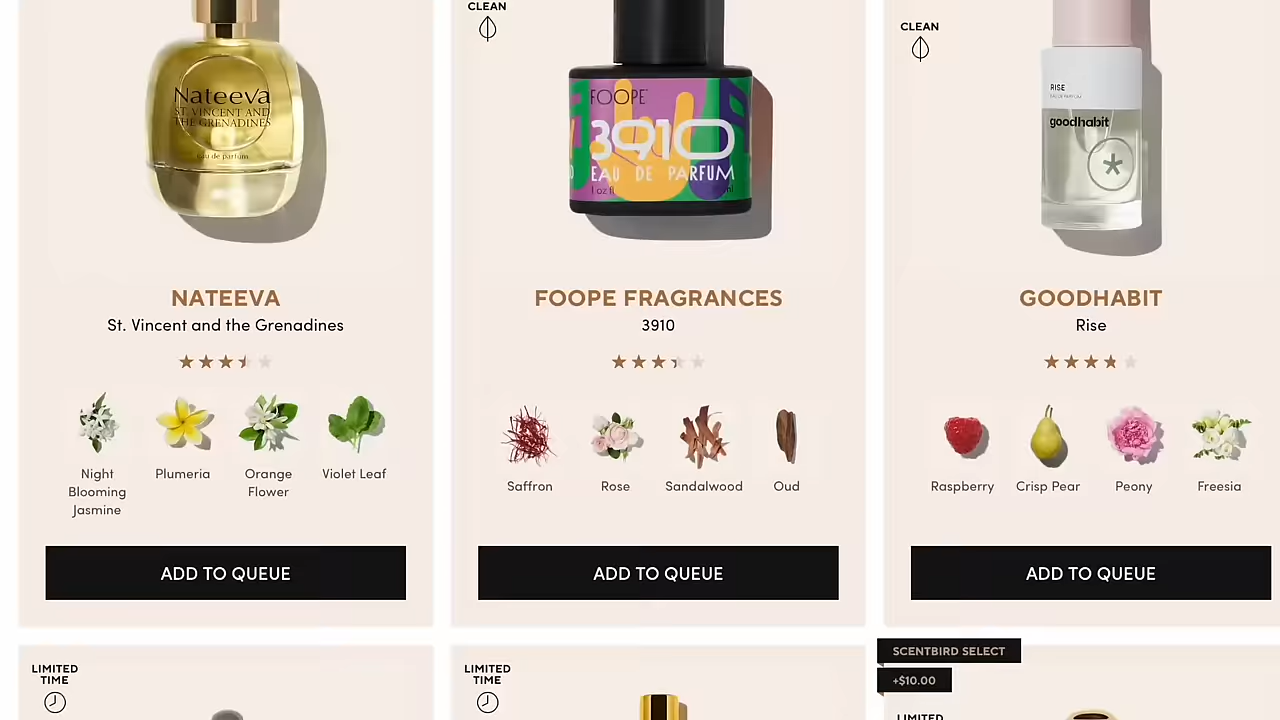 CLEAN
CLEAN
Nateeva
ST. VINCENT AND
THE GRENADINES
eau de parfum
FOOPE
3910
EAU DE PARFUM
1 oz
RISE
goodhabit
NATEEVA
St. Vincent and the Grenadines
FOOPE FRAGRANCES
3910
GOODHABIT
Rise
Night
Blooming
Jasmine
Plumeria
Orange
Flower
Violet Leaf
Saffron
Rose
Sandalwood
Oud
Raspberry
Crisp Pear
Peony
Freesia
ADD TO QUEUE
ADD TO QUEUE
ADD TO QUEUE
LIMITED
TIME
LIMITED
TIME
SCENTBIRD SELECT
+$10.00
LIMITED